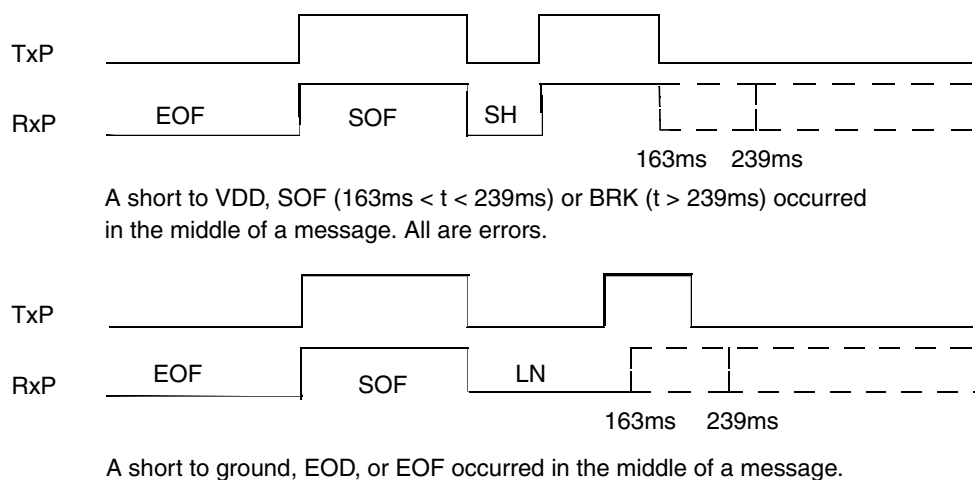 TxP
RxP EOF SOF SH
163ms 239ms
A short to VDD, SOF (163ms < t < 239ms) or BRK (t > 239ms) occurred
in the middle of a message. All are errors.
TxP
RxP EOF SOF LN
163ms 239ms
A short to ground, EOD, or EOF occurred in the middle of a message.